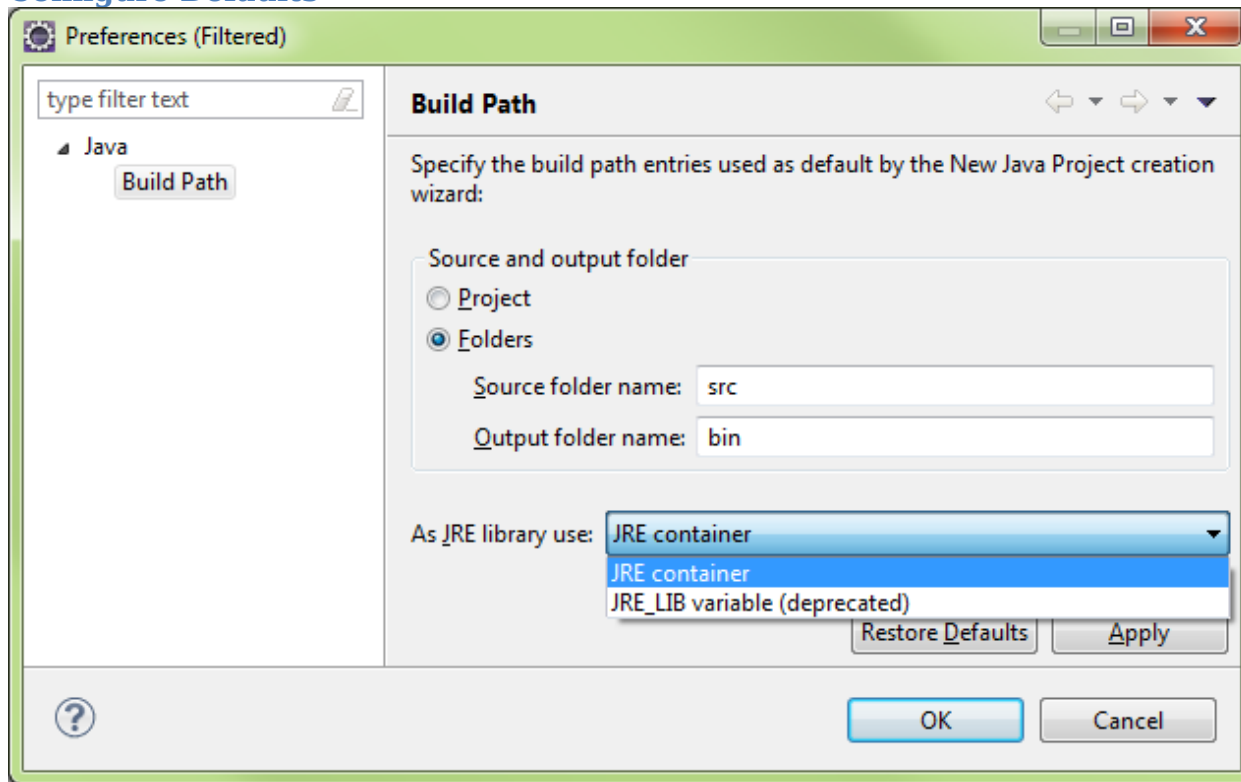 Configure Defaults
Preferences (Filtered)
type filter text
Java
Build Path
Build Path
Specify the build path entries used as default by the New Java Project creation
wizard:
Source and output folder
Project
Folders
Source folder name: src
Output folder name: bin
As JRE library use: JRE container
JRE container
JRE_LIB variable (deprecated)
Restore Defaults Apply
OK Cancel